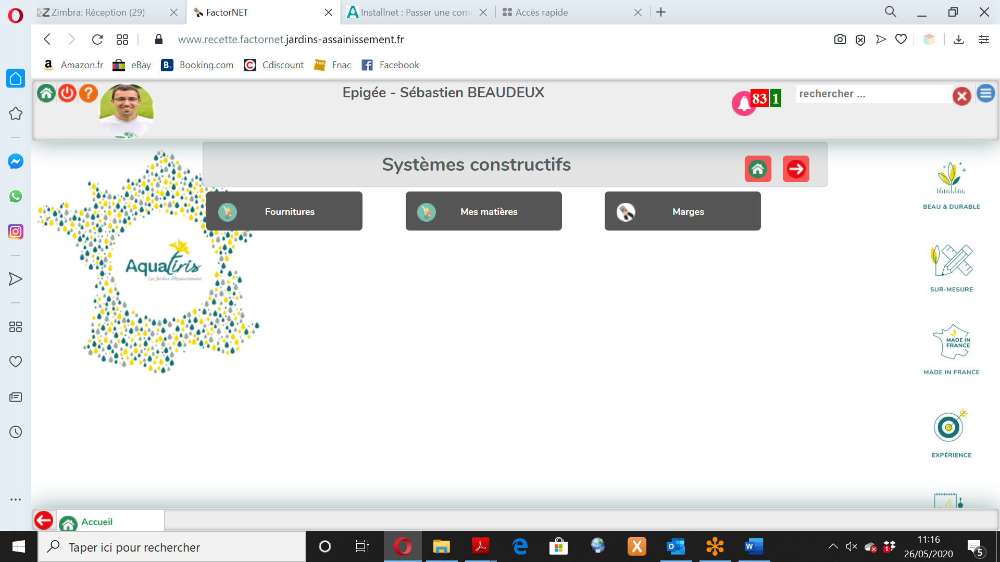 Zimbra: Réception (29)
FactorNET
Installnet : Passer une com
Accès rapide
www.recette.factornet.jardins-assainissement.fr
Amazon.fr
eBay
Booking.com
Cdiscount
Fnac
Facebook
Epigée - Sébastien BEAUDEUX
83 1
rechercher ...
Systèmes constructifs
Fournitures
Mes matières
Marges
Aquatiris
Les Jardins d'Assainissement
BEAU & DURABLE
SUR-MESURE
MADE IN
FRANCE
MADE IN FRANCE
EXPÉRIENCE
Accueil
Taper ici pour rechercher
11:16
26/05/2020
5